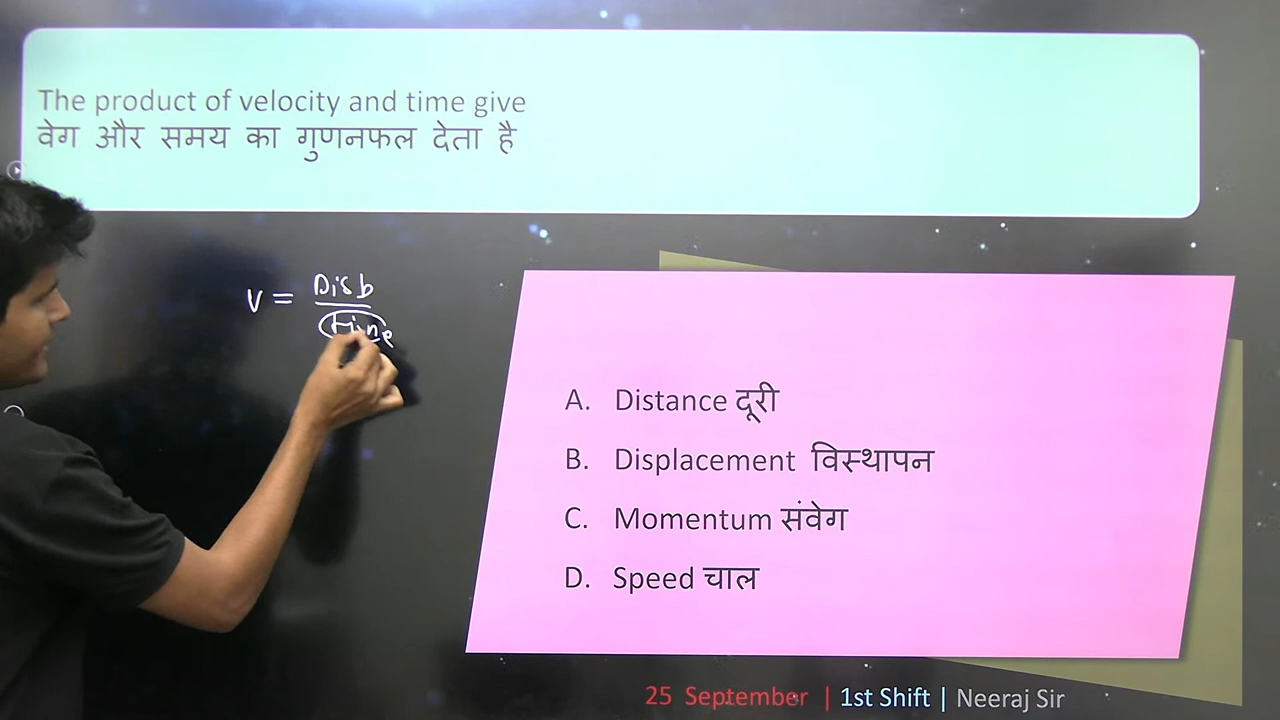 The product of velocity and time give
वेग और समय का गुणनफल देता है
V = Disb
time
A. Distance दूरी
B. Displacement विस्थापन
C. Momentum संवेग
D. Speed चाल
25 September | 1st Shift | Neeraj Sir